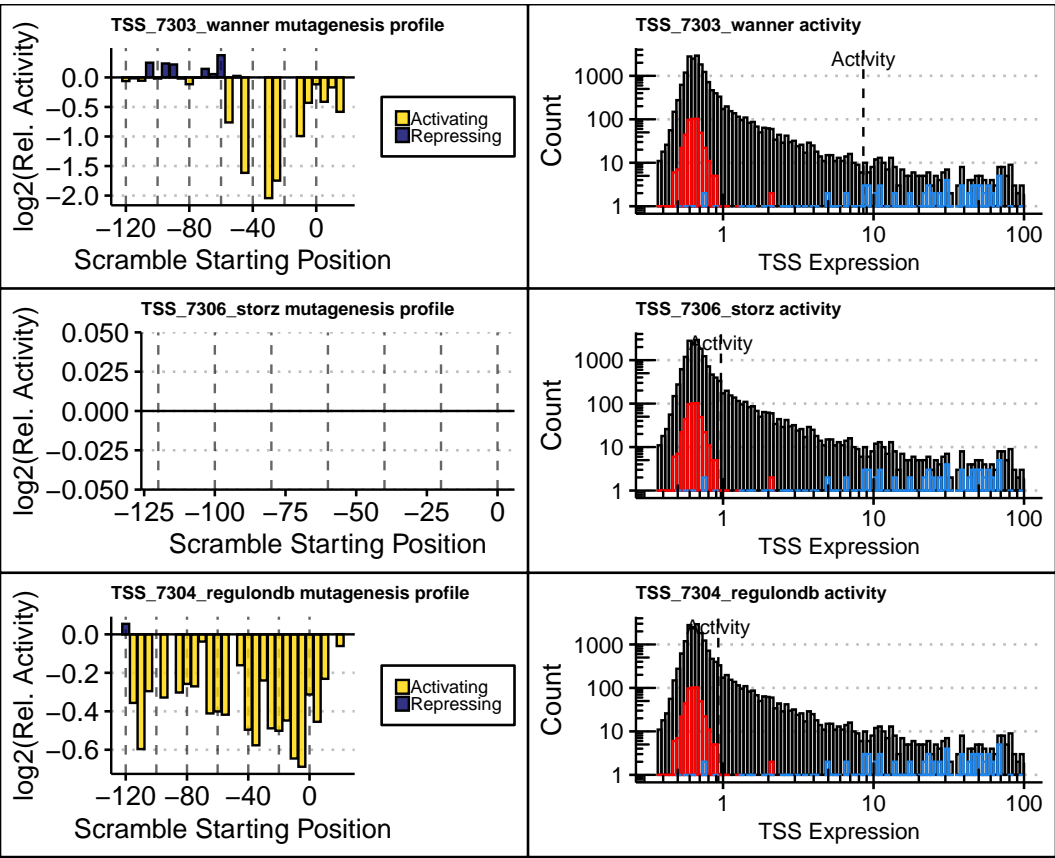 TSS_7303_wanner mutagenesis profile
log2(Rel. Activity)
0.0
−0.5
−1.0
−1.5
−2.0
−120 −80 −40 0
Scramble Starting Position
Activating
Repressing
TSS_7303_wanner activity
Count
1000
100
10
1
Activity
1 10 100
TSS Expression
TSS_7306_storz mutagenesis profile
log2(Rel. Activity)
0.050
0.025
0.000
−0.025
−0.050
−125 −100 −75 −50 −25 0
Scramble Starting Position
TSS_7306_storz activity
Count
1000
100
10
1
Activity
1 10 100
TSS Expression
TSS_7304_regulondb mutagenesis profile
log2(Rel. Activity)
0.0
−0.2
−0.4
−0.6
−120 −80 −40 0
Scramble Starting Position
Activating
Repressing
TSS_7304_regulondb activity
Count
1000
100
10
1
Activity
1 10 100
TSS Expression